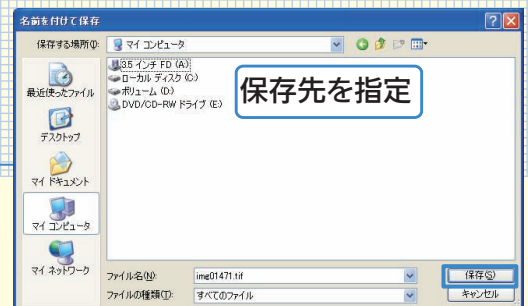 名前を付けて保存
保存する場所(I):
マイ コンピュータ
3.5 インチ FD (A:)
ローカル ディスク (C:)
ボリューム (D:)
DVD/CD-RW ドライブ (E:)
保存先を指定
最近使ったファイル
デスクトップ
マイ ドキュメント
マイ コンピュータ
マイ ネットワーク
ファイル名(N):
img01471.tif
保存(S)
ファイルの種類(T):
すべてのファイル
キャンセル